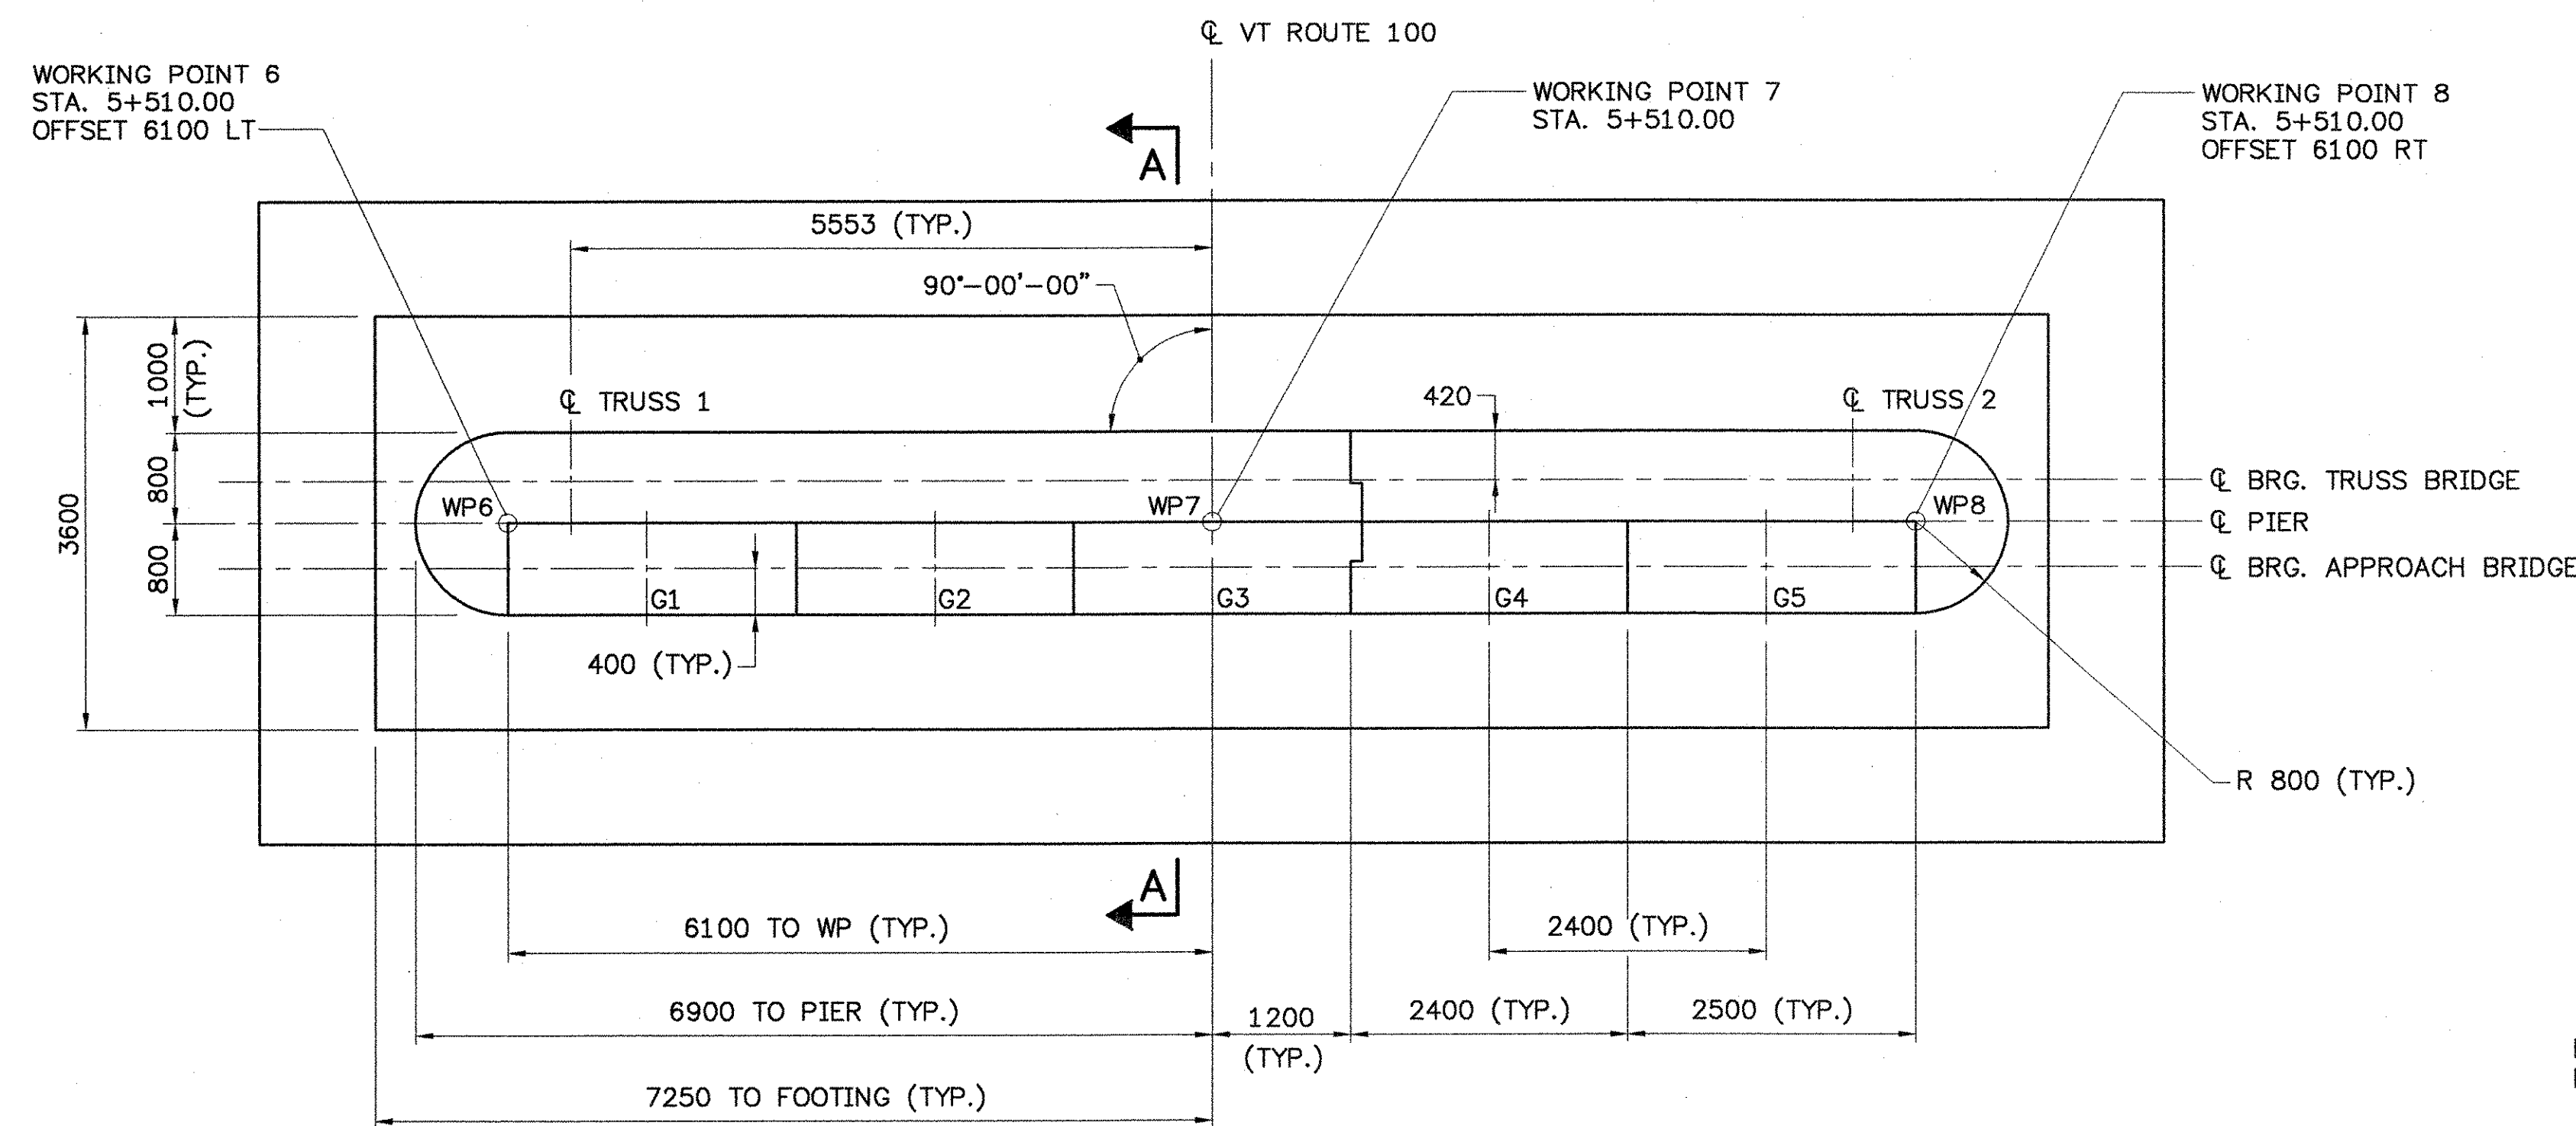 ℄ VT ROUTE 100
WORKING POINT 6
STA. 5+510.00
OFFSET 6100 LT
WORKING POINT 7
STA. 5+510.00
WORKING POINT 8
STA. 5+510.00
OFFSET 6100 RT
A
5553 (TYP.)
90°-00'-00"
1000
(TYP.)
℄ TRUSS 1
420
℄ TRUSS 2
800
℄ BRG. TRUSS BRIDGE
WP6
WP7
WP8
℄ PIER
3600
800
℄ BRG. APPROACH BRIDGE
G1
G2
G3
G4
G5
400 (TYP.)
R 800 (TYP.)
A
6100 TO WP (TYP.)
2400 (TYP.)
6900 TO PIER (TYP.)
1200
(TYP.)
2400 (TYP.)
2500 (TYP.)
7250 TO FOOTING (TYP.)